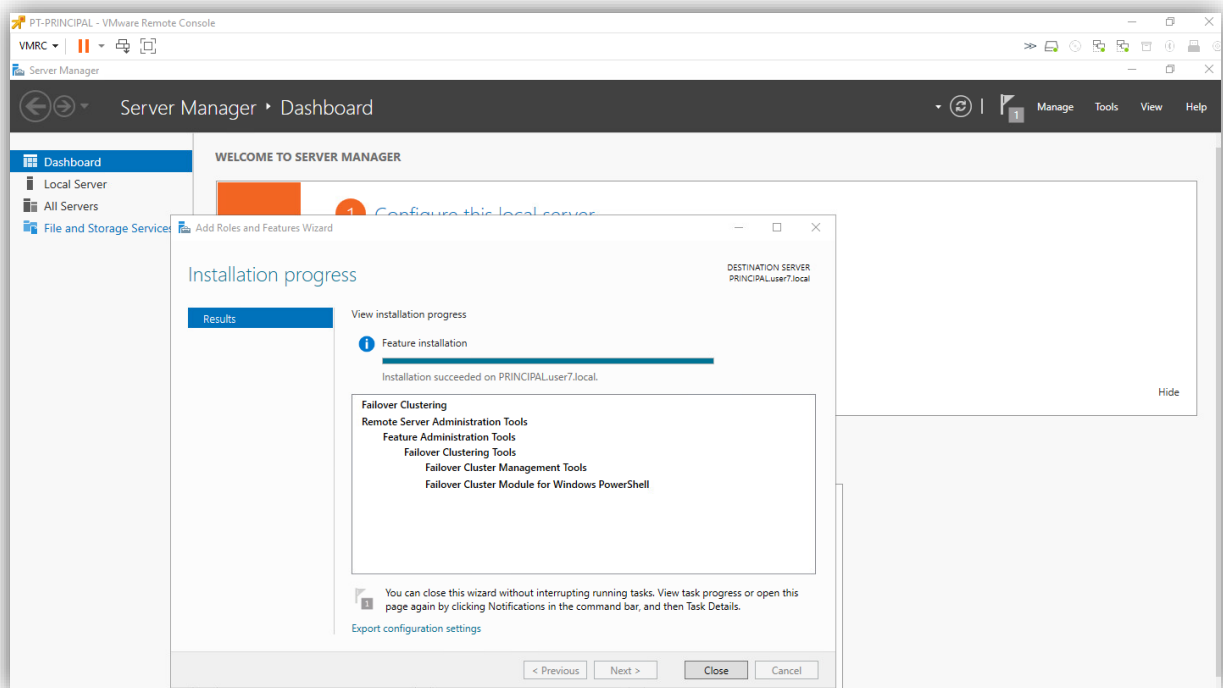 PT-PRINCIPAL - VMware Remote Console
VMRC
Server Manager
Server Manager • Dashboard
1
Manage Tools View Help
Dashboard
WELCOME TO SERVER MANAGER
Local Server
All Servers
1 Configure this local server
File and Storage Services
Add Roles and Features Wizard
Installation progress
DESTINATION SERVER
PRINCIPAL.user7.local
Results
View installation progress
Feature installation
Installation succeeded on PRINCIPAL.user7.local.
Hide
Failover Clustering
Remote Server Administration Tools
Feature Administration Tools
Failover Clustering Tools
Failover Cluster Management Tools
Failover Cluster Module for Windows PowerShell
1
You can close this wizard without interrupting running tasks. View task progress or open this
page again by clicking Notifications in the command bar, and then Task Details.
Export configuration settings
< Previous Next > Close Cancel